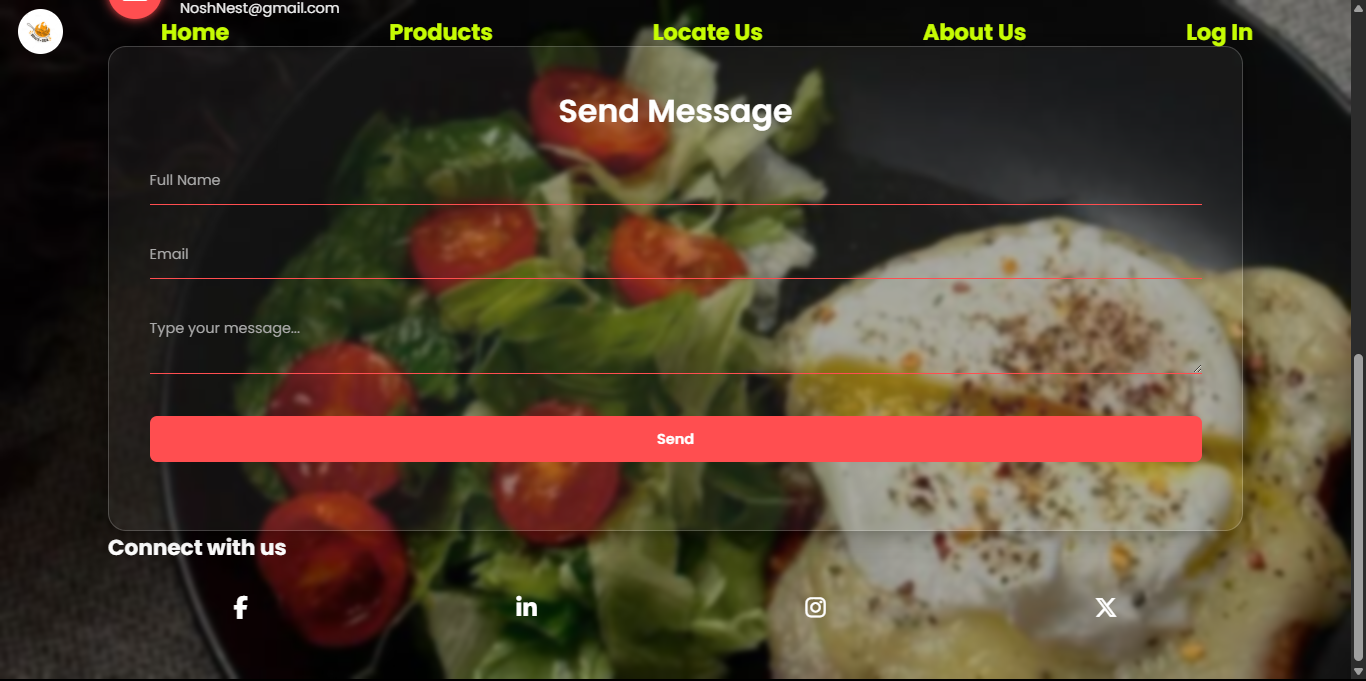 NoshNest@gmail.com
Home Products Locate Us About Us Log In
Send Message
Full Name
Email
Type your message...
Send
Connect with us